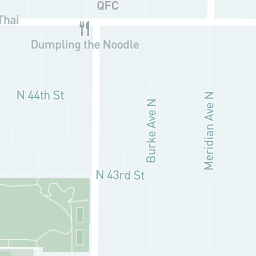 QFC
Thai
Dumpling the Noodle
N 44th St
Burke Ave N
Meridian Ave N
N 43rd St